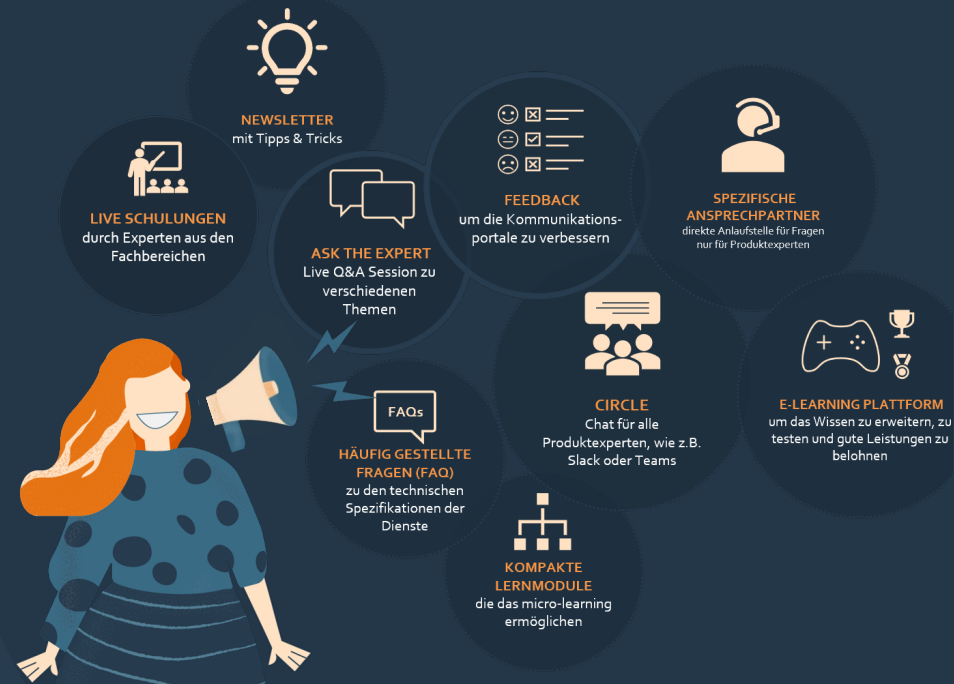 NEWSLETTER
mit Tipps & Tricks
LIVE SCHULUNGEN
durch Experten aus den
Fachbereichen
ASK THE EXPERT
Live Q&A Session zu
verschiedenen
Themen
FEEDBACK
um die Kommunikations-
portale zu verbessern
SPEZIFISCHE
ANSPRECHPARTNER
direkte Anlaufstelle für Fragen
nur für Produktexperten
FAQs
HÄUFIG GESTELLTE
FRAGEN (FAQ)
zu den technischen
Spezifikationen der
Dienste
CIRCLE
Chat für alle
Produktexperten, wie z.B.
Slack oder Teams
E-LEARNING PLATTFORM
um das Wissen zu erweitern, zu
testen und gute Leistungen zu
belohnen
KOMPAKTE
LERNMODULE
die das micro-learning
ermöglichen